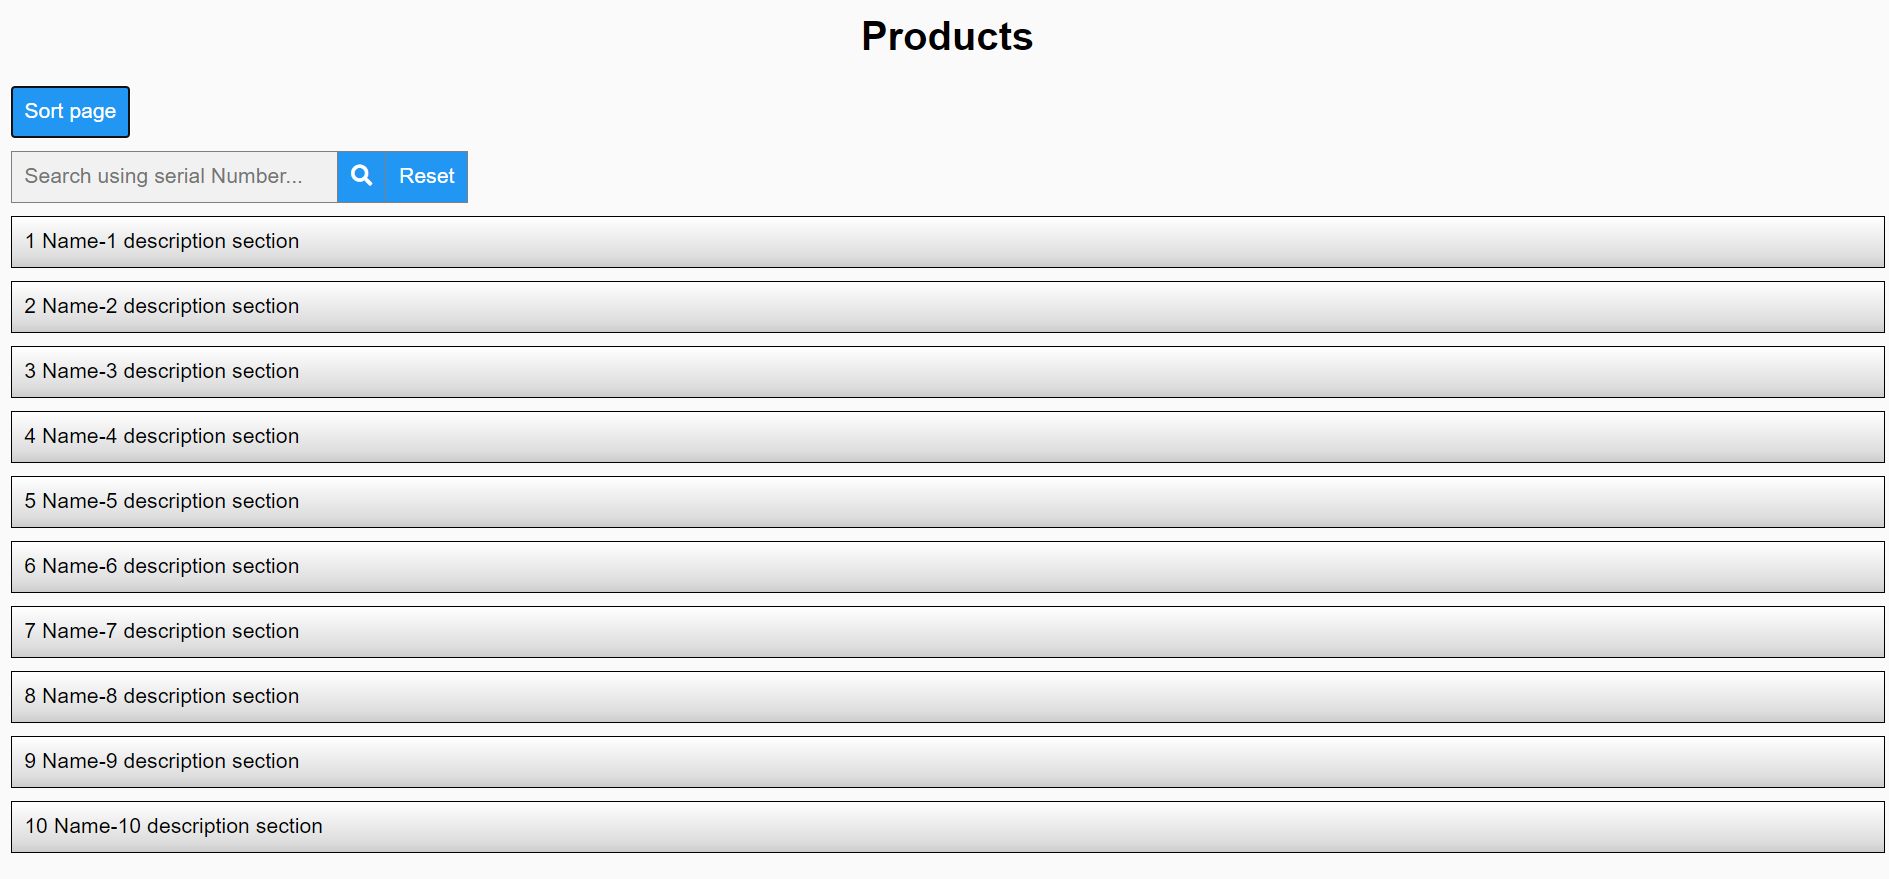 Products
Sort page
Search using serial Number... Reset
1 Name-1 description section
2 Name-2 description section
3 Name-3 description section
4 Name-4 description section
5 Name-5 description section
6 Name-6 description section
7 Name-7 description section
8 Name-8 description section
9 Name-9 description section
10 Name-10 description section